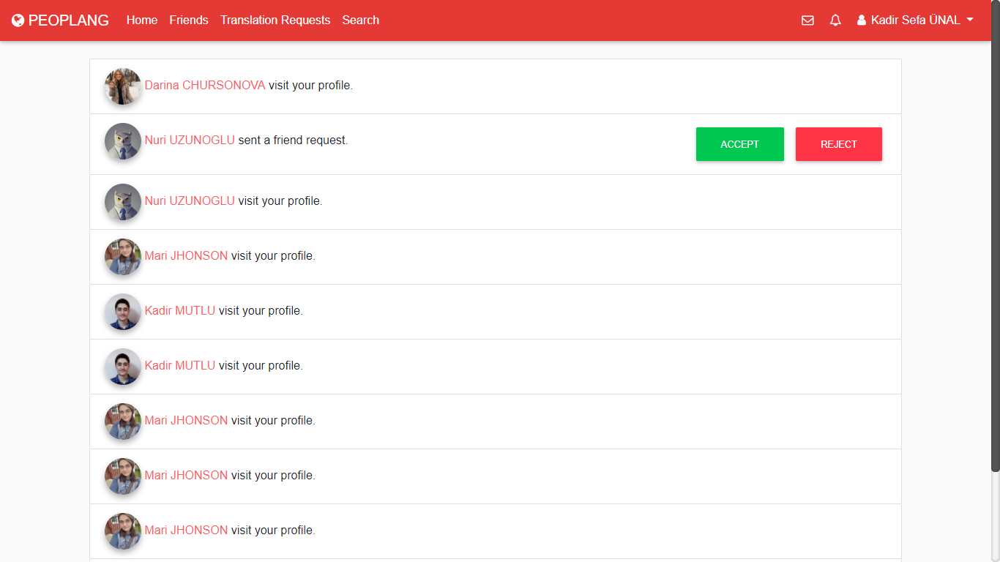 PEOPLANG Home Friends Translation Requests Search Kadir Sefa ÜNAL
Darina CHURSONOVA visit your profile.
Nuri UZUNOGLU sent a friend request. ACCEPT REJECT
Nuri UZUNOGLU visit your profile.
Mari JHONSON visit your profile.
Kadir MUTLU visit your profile.
Kadir MUTLU visit your profile.
Mari JHONSON visit your profile.
Mari JHONSON visit your profile.
Mari JHONSON visit your profile.